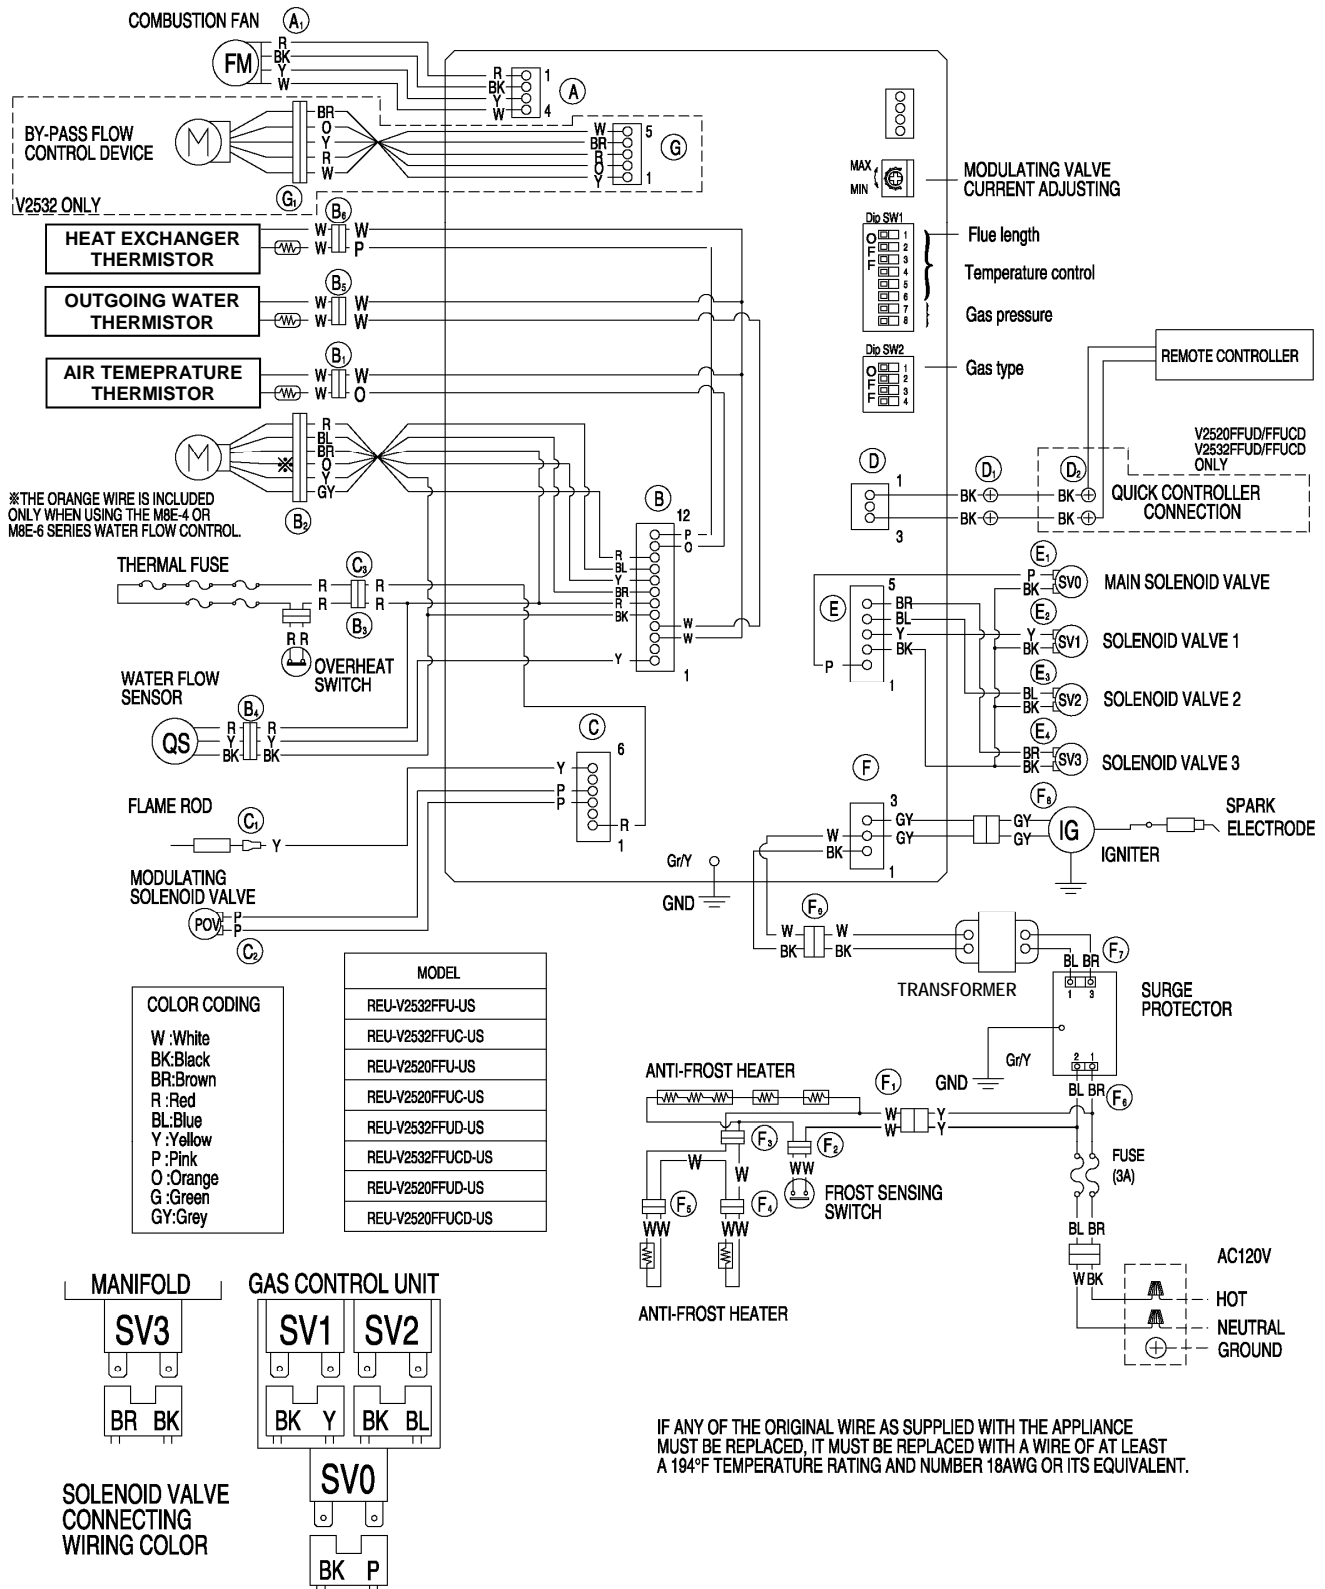 COMBUSTION FAN A1
FM
R
BK
Y
W
R
BK
Y
W
1
4
A
BY-PASS FLOW
CONTROL DEVICE
M
BR
O
Y
R
W
G1
W
BR
R
O
Y
5
1
G
V2532 ONLY
MAX
MIN
MODULATING VALVE
CURRENT ADJUSTING
Dip SW1
OFF
1
2
3
4
5
6
7
8
Flue length
Temperature control
Gas pressure
Dip SW2
OFF
1
2
3
4
Gas type
HEAT EXCHANGER
THERMISTOR
B6
W W
W P
OUTGOING WATER
THERMISTOR
B5
W W
W W
AIR TEMEPRATURE
THERMISTOR
B1
W W
W O
M
R
BL
BR
※ O
Y
GY
B2
※THE ORANGE WIRE IS INCLUDED
ONLY WHEN USING THE M8E-4 OR
M8E-6 SERIES WATER FLOW CONTROL.
B
12
P
O
R
BL
Y
BR
R
BK
W
W
Y
1
REMOTE CONTROLLER
V2520FFUD/FFUCD
V2532FFUD/FFUCD
ONLY
D
1
3
D1
D2
BK BK
BK BK
QUICK CONTROLLER
CONNECTION
THERMAL FUSE
C3
R R
R R
B3
R R
OVERHEAT
SWITCH
WATER FLOW
SENSOR
QS
B4
R R
Y Y
BK BK
E
5
BR
BL
Y
BK
P
1
E1
P
BK
SV0
MAIN SOLENOID VALVE
E2
Y
BK
SV1
SOLENOID VALVE 1
E3
BL
BK
SV2
SOLENOID VALVE 2
E4
BR
BK
SV3
SOLENOID VALVE 3
C
6
Y
P
P
R
1
FLAME ROD
C1
Y
MODULATING
SOLENOID VALVE
POV
P
P
C2
F
3
GY
W GY
BK
1
F8
GY
GY
IG
IGNITER
SPARK
ELECTRODE
Gr/Y
GND
F9
W W
BK BK
TRANSFORMER
F7
BL BR
1 3
SURGE
PROTECTOR
Gr/Y
GND
2 1
BL BR
F6
COLOR CODING
W :White
BK:Black
BR:Brown
R :Red
BL:Blue
Y :Yellow
P :Pink
O :Orange
G :Green
GY:Grey
MODEL
REU-V2532FFU-US
REU-V2532FFUC-US
REU-V2520FFU-US
REU-V2520FFUC-US
REU-V2532FFUD-US
REU-V2532FFUCD-US
REU-V2520FFUD-US
REU-V2520FFUCD-US
ANTI-FROST HEATER
F1
W Y
W Y
F3
F2
W
W
WW
FROST SENSING
SWITCH
F5
F4
WW
WW
ANTI-FROST HEATER
FUSE
(3A)
BL BR
W BK
AC120V
HOT
NEUTRAL
GROUND
MANIFOLD
SV3
BR BK
GAS CONTROL UNIT
SV1 SV2
BK Y BK BL
SV0
BK P
SOLENOID VALVE
CONNECTING
WIRING COLOR
IF ANY OF THE ORIGINAL WIRE AS SUPPLIED WITH THE APPLIANCE
MUST BE REPLACED, IT MUST BE REPLACED WITH A WIRE OF AT LEAST
A 194°F TEMPERATURE RATING AND NUMBER 18AWG OR ITS EQUIVALENT.